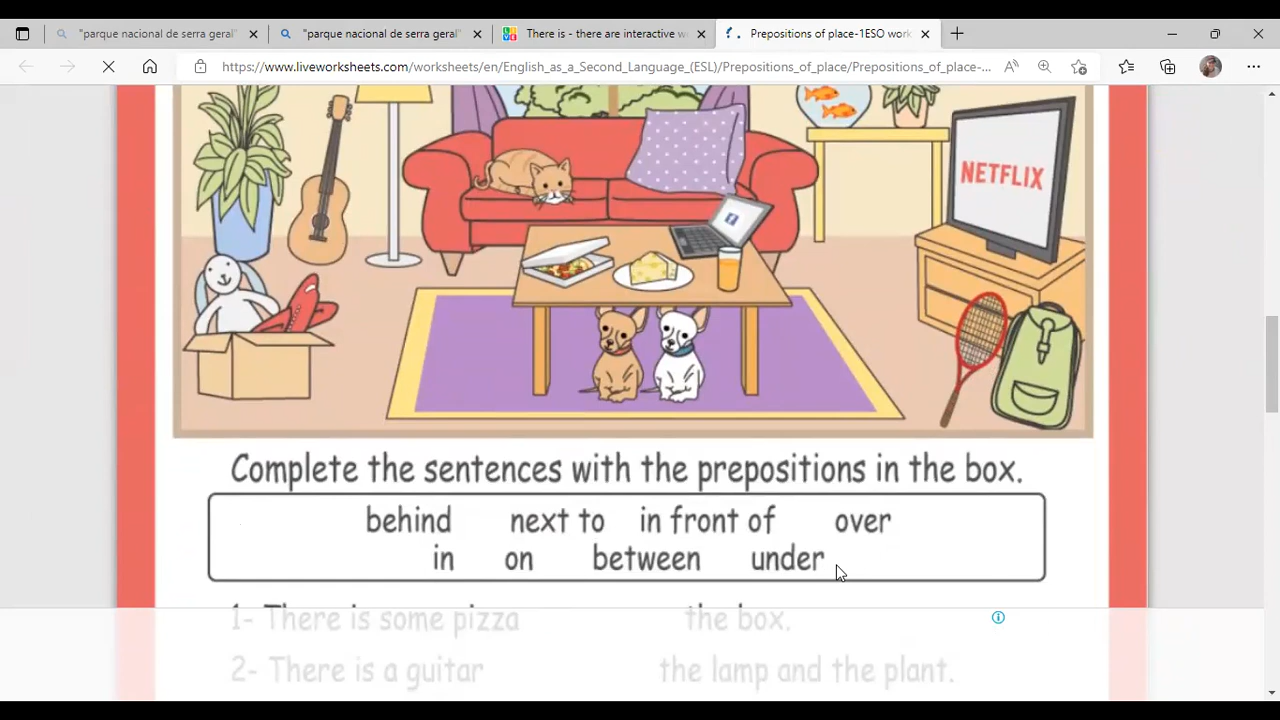 "parque nacional de serra geral"
"parque nacional de serra geral"
There is - there are interactive w
Prepositions of place-1ESO work
https://www.liveworksheets.com/worksheets/en/English_as_a_Second_Language_(ESL)/Prepositions_of_place/Prepositions_of_place-...
NETFLIX
Complete the sentences with the prepositions in the box.
behind next to in front of over
in on between under
1- There is some pizza the box.
2- There is a guitar the lamp and the plant.